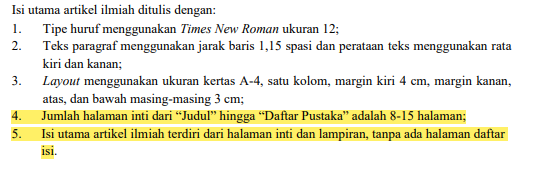 Isi utama artikel ilmiah ditulis dengan:
1. Tipe huruf menggunakan Times New Roman ukuran 12;
2. Teks paragraf menggunakan jarak baris 1,15 spasi dan perataan teks menggunakan rata
kiri dan kanan;
3. Layout menggunakan ukuran kertas A-4, satu kolom, margin kiri 4 cm, margin kanan,
atas, dan bawah masing-masing 3 cm;
4. Jumlah halaman inti dari “Judul” hingga “Daftar Pustaka” adalah 8-15 halaman;
5. Isi utama artikel ilmiah terdiri dari halaman inti dan lampiran, tanpa ada halaman daftar
isi.